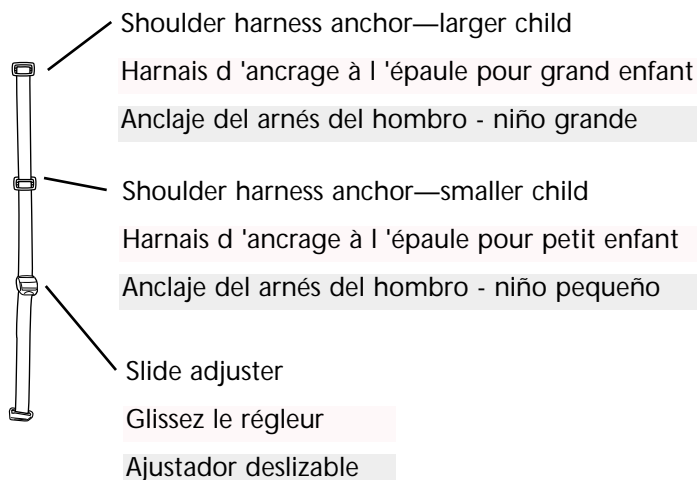 Shoulder harness anchor—larger child
Harnais d 'ancrage à l 'épaule pour grand enfant
Anclaje del arnés del hombro - niño grande
Shoulder harness anchor—smaller child
Harnais d 'ancrage à l 'épaule pour petit enfant
Anclaje del arnés del hombro - niño pequeño
Slide adjuster
Glissez le régleur
Ajustador deslizable